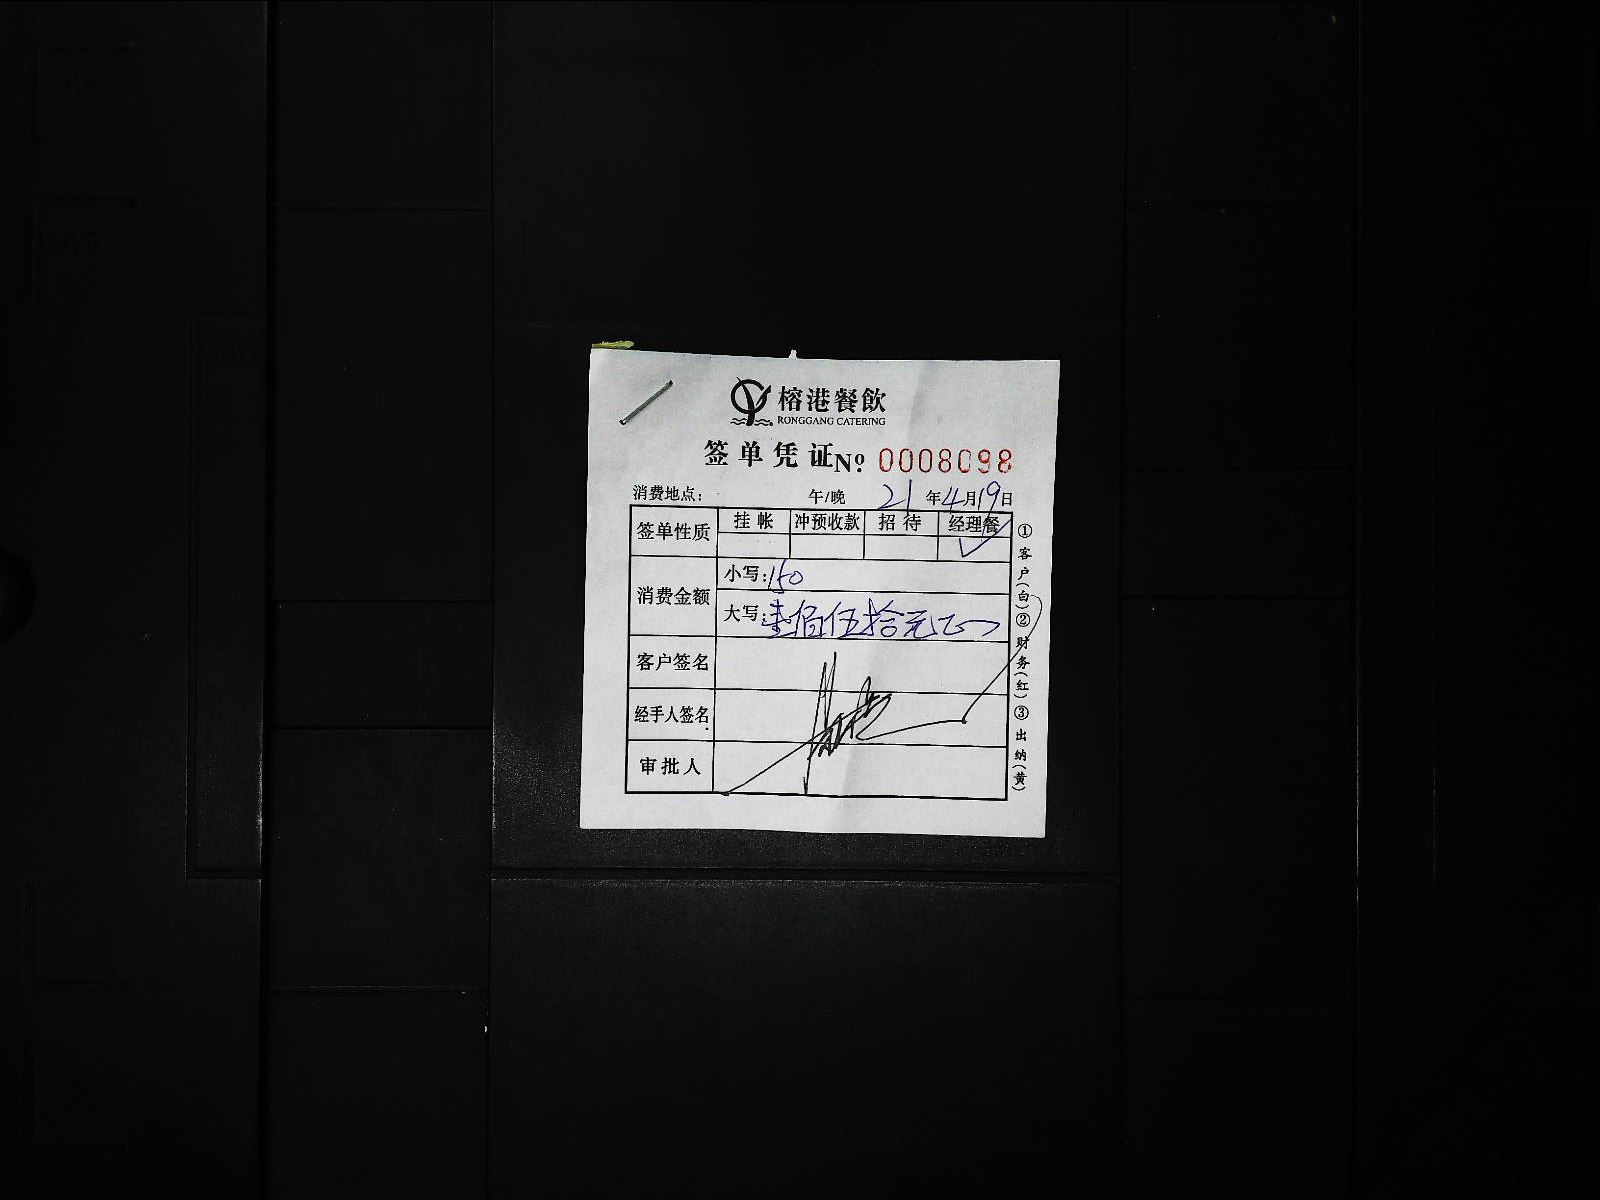 榕港餐飲
RONGGANG CATERING
签单凭证 No 0008098
消费地点： 午/晚 21年4月19日
签单性质 挂帐 冲预收款 招待 经理餐
✓
消费金额 小写：150
大写：壹佰伍拾元正
客户签名
经手人签名
审批人
①客户(白)②财务(红)③出纳(黄)